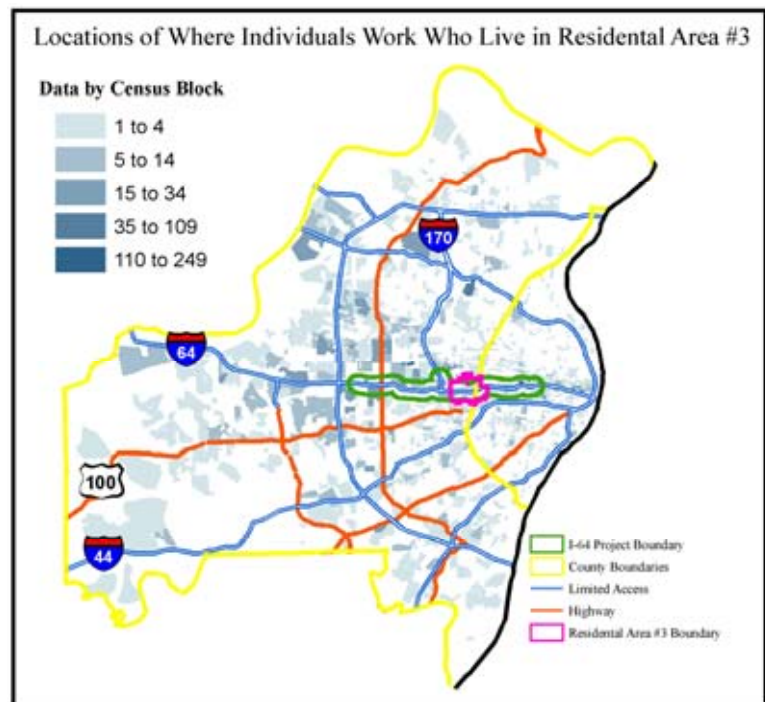 Locations of Where Individuals Work Who Live in Residental Area #3
Data by Census Block
1 to 4
5 to 14
15 to 34
35 to 109
110 to 249
170
64
100
44
I-64 Project Boundary
County Boundaries
Limited Access
Highway
Residental Area #3 Boundary